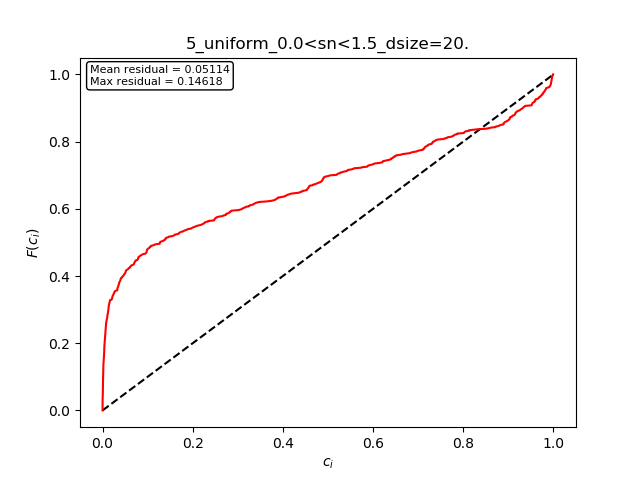 5_uniform_0.0<sn<1.5_dsize=20.
Mean residual = 0.05114
Max residual = 0.14618
1.0
0.8
0.6
0.4
0.2
0.0
F(c_i)
0.0 0.2 0.4 0.6 0.8 1.0
c_i